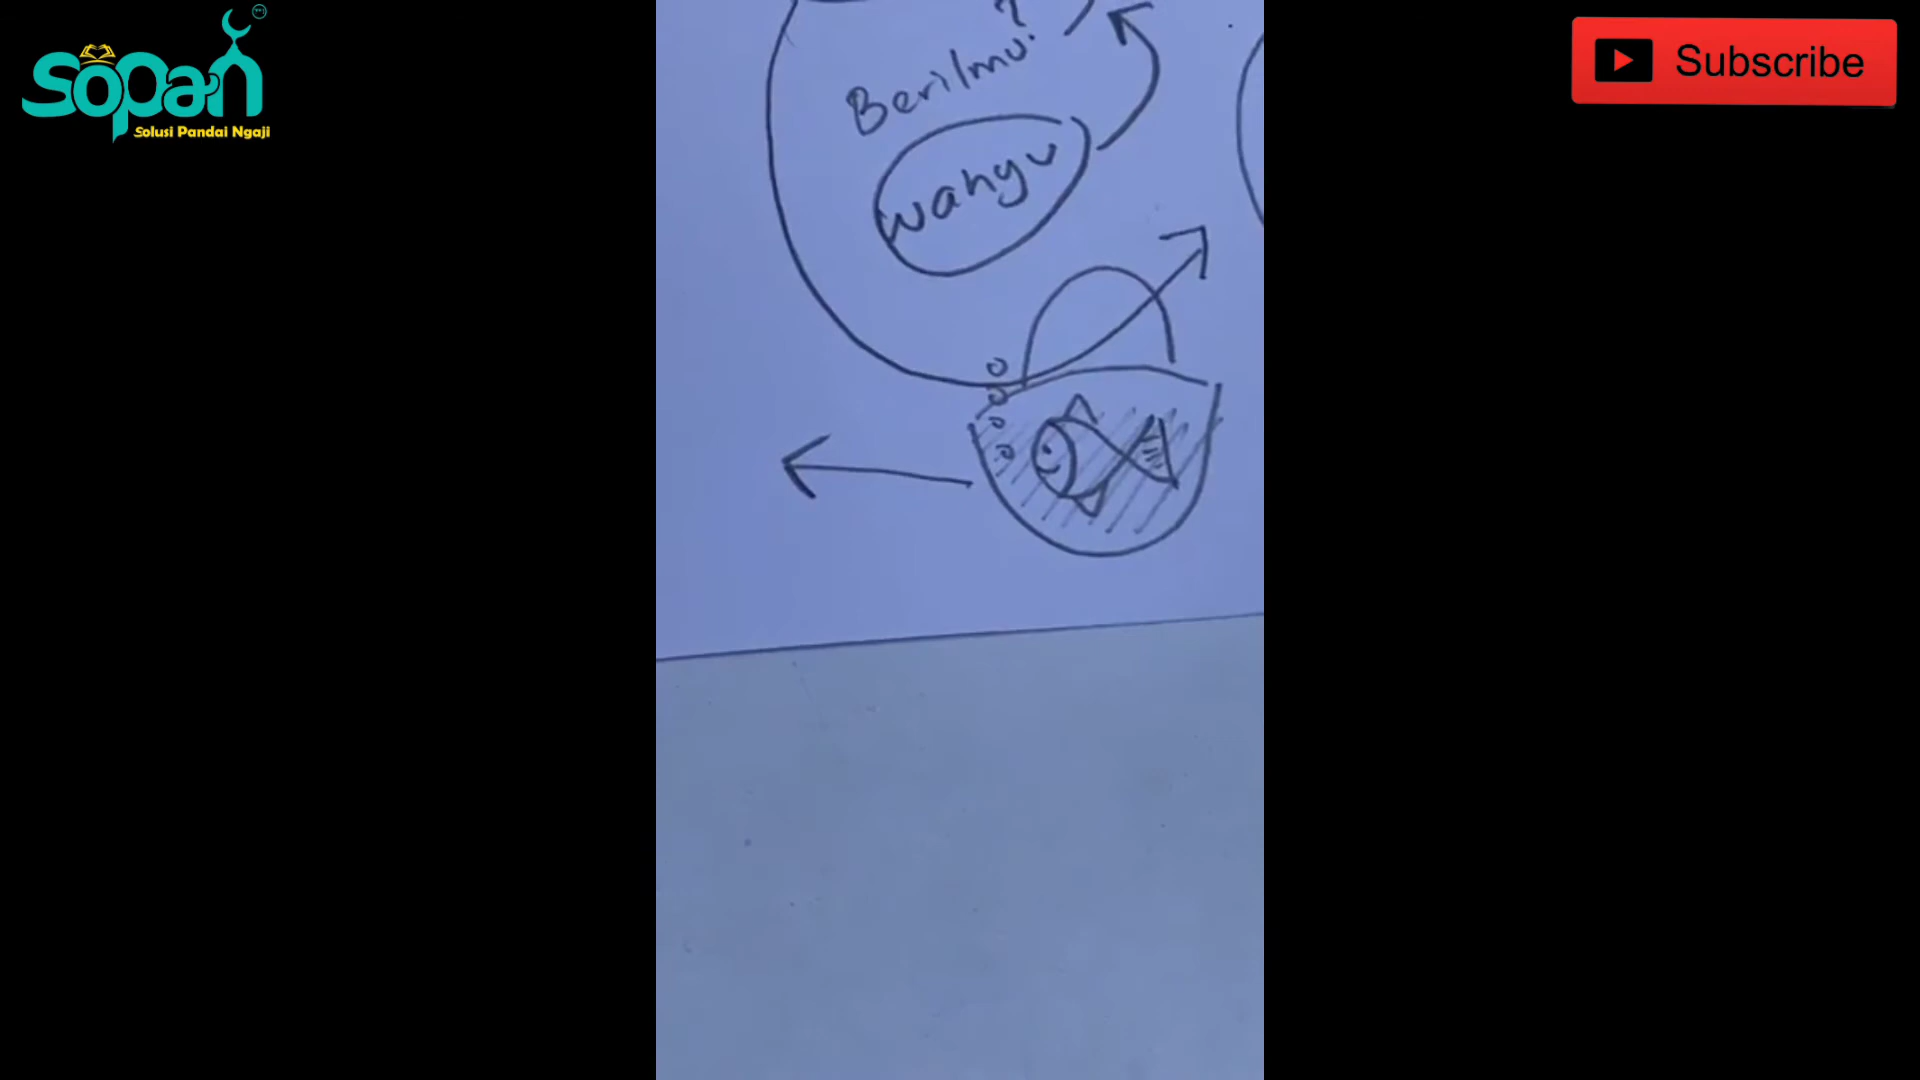 Sopan
Solusi Pandai Ngaji
Subscribe
?
Berilmu?
wahyu